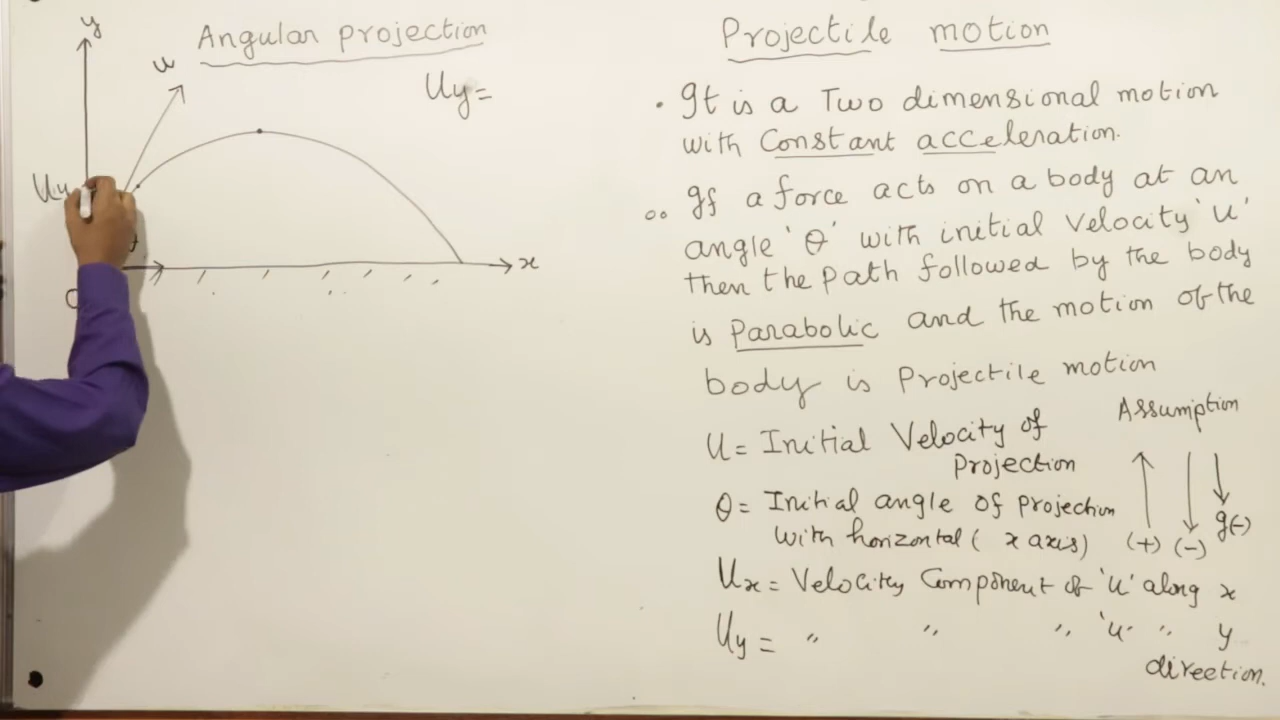 y
Angular projection
u
Uy=
Uy
x
Projectile motion
• It is a Two dimensional motion
with Constant acceleration.
If a force acts on a body at an
angle 'θ' with initial velocity 'u'
then the path followed by the body
is Parabolic and the motion of the
body is Projectile motion
Assumption
U = Initial Velocity of
Projection
θ = Initial angle of projection
with horizontal ( x axis)
(+) (-) g(-)
Ux = Velocity Component of 'u' along x
Uy = " " " 'u' " y
direction.